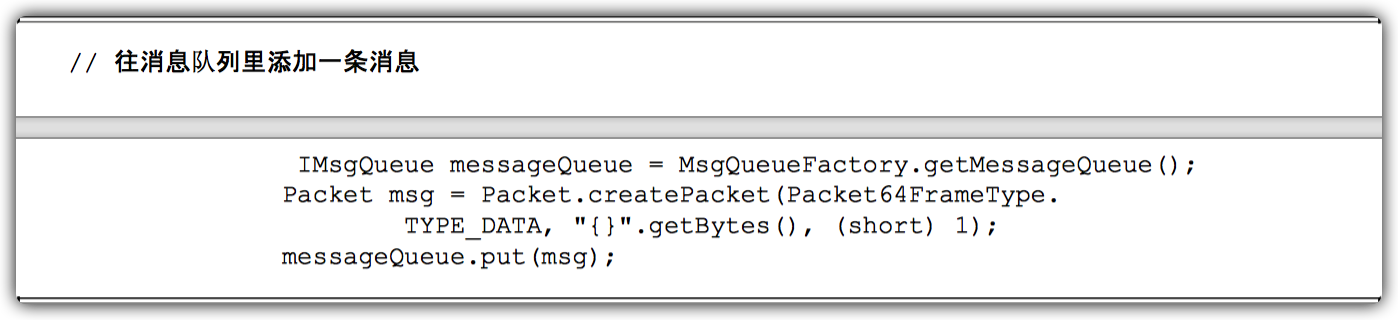 // 往消息队列里添加一条消息
IMsgQueue messageQueue = MsgQueueFactory.getMessageQueue();
Packet msg = Packet.createPacket(Packet64FrameType.
TYPE_DATA, "{}".getBytes(), (short) 1);
messageQueue.put(msg);